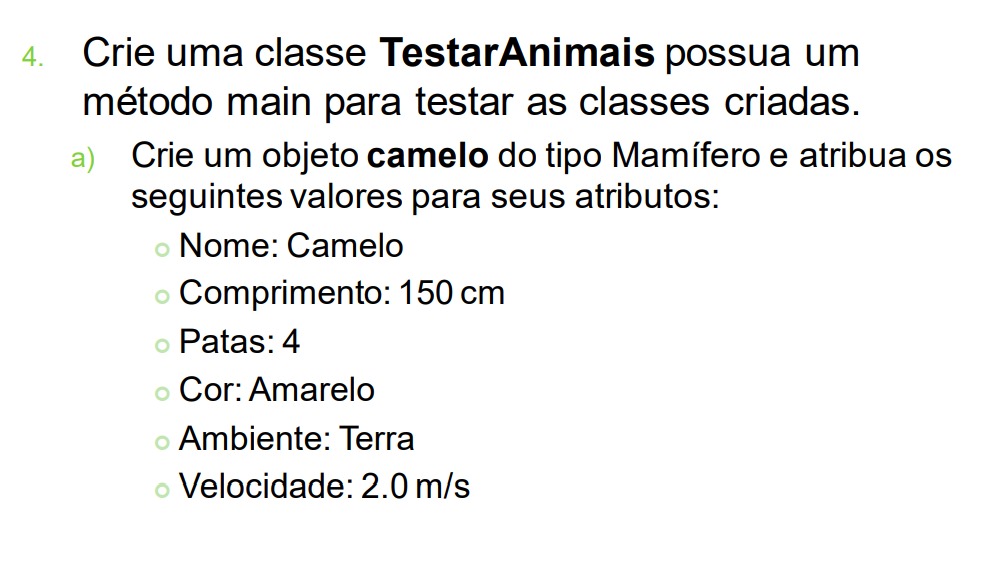 4. Crie uma classe TestarAnimais possua um
método main para testar as classes criadas.
a) Crie um objeto camelo do tipo Mamífero e atribua os
seguintes valores para seus atributos:
Nome: Camelo
Comprimento: 150 cm
Patas: 4
Cor: Amarelo
Ambiente: Terra
Velocidade: 2.0 m/s